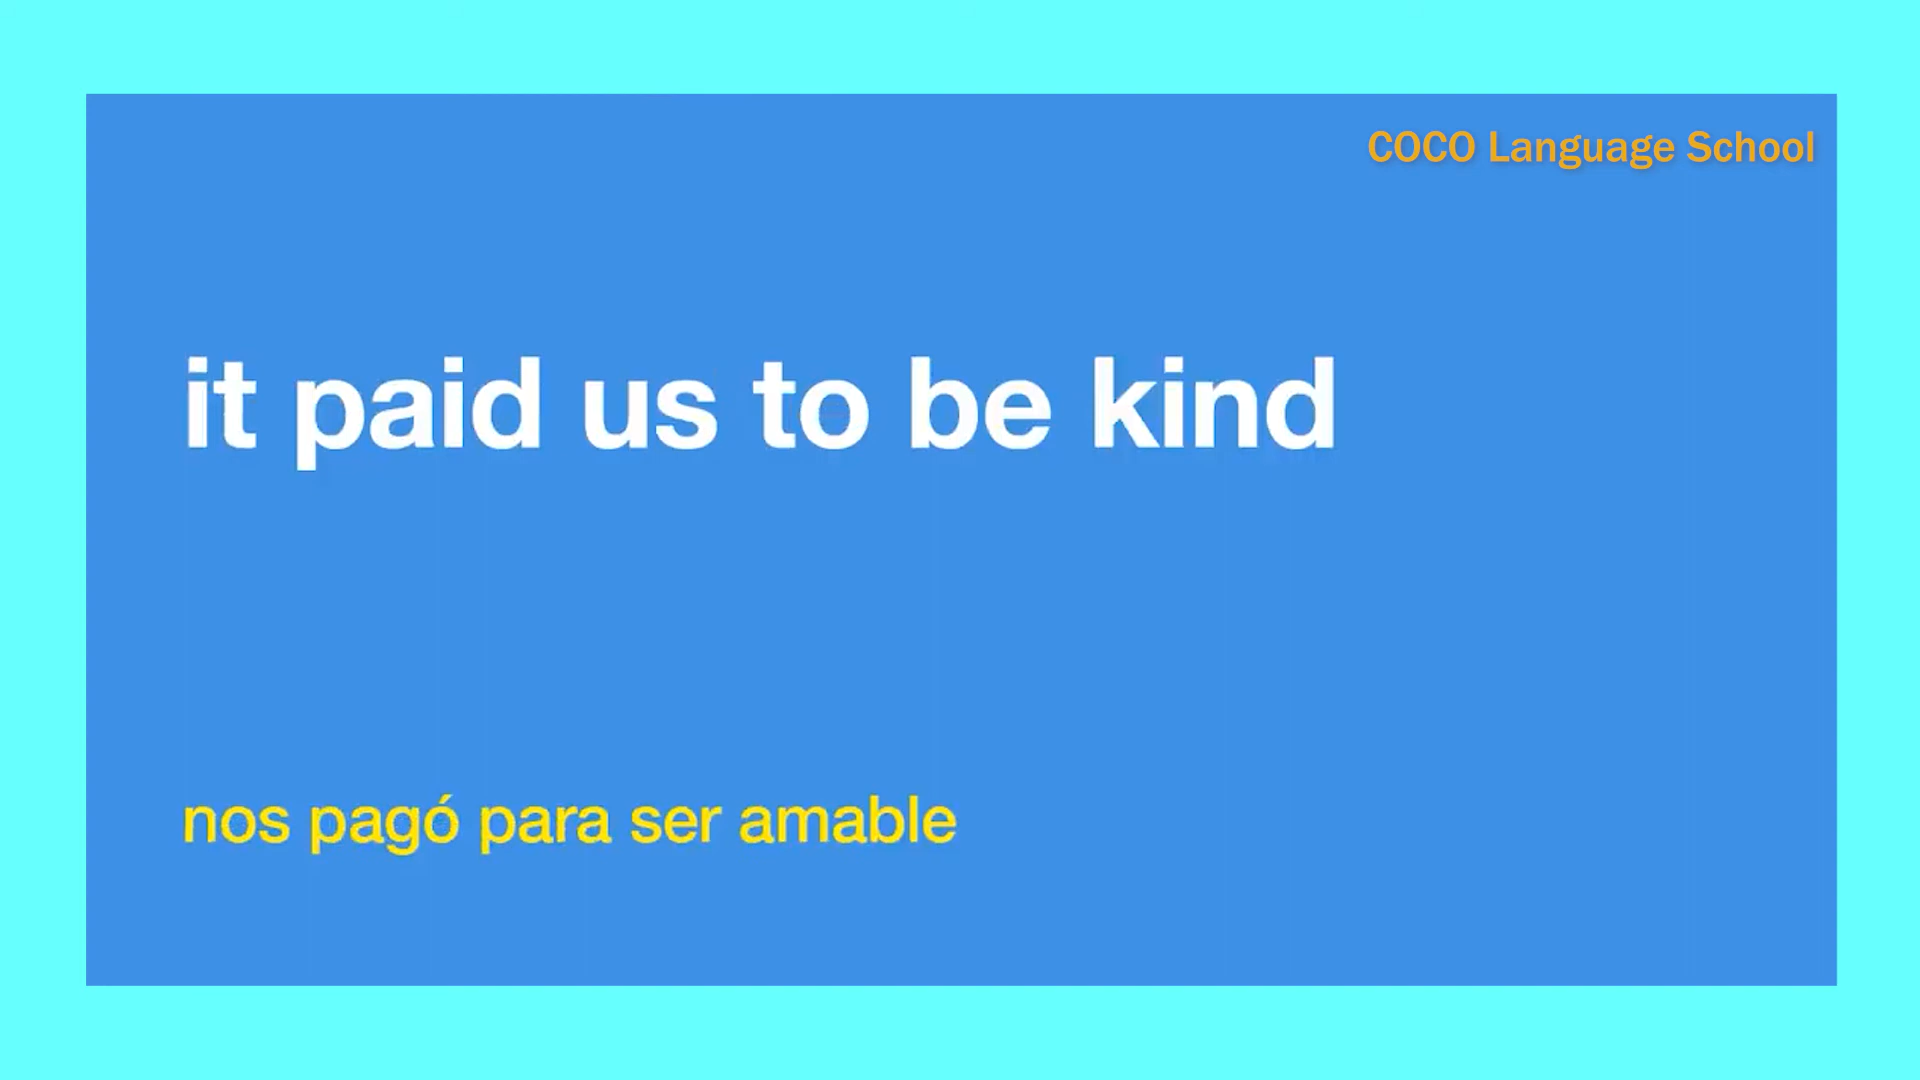 COCO Language School
it paid us to be kind
nos pagó para ser amable